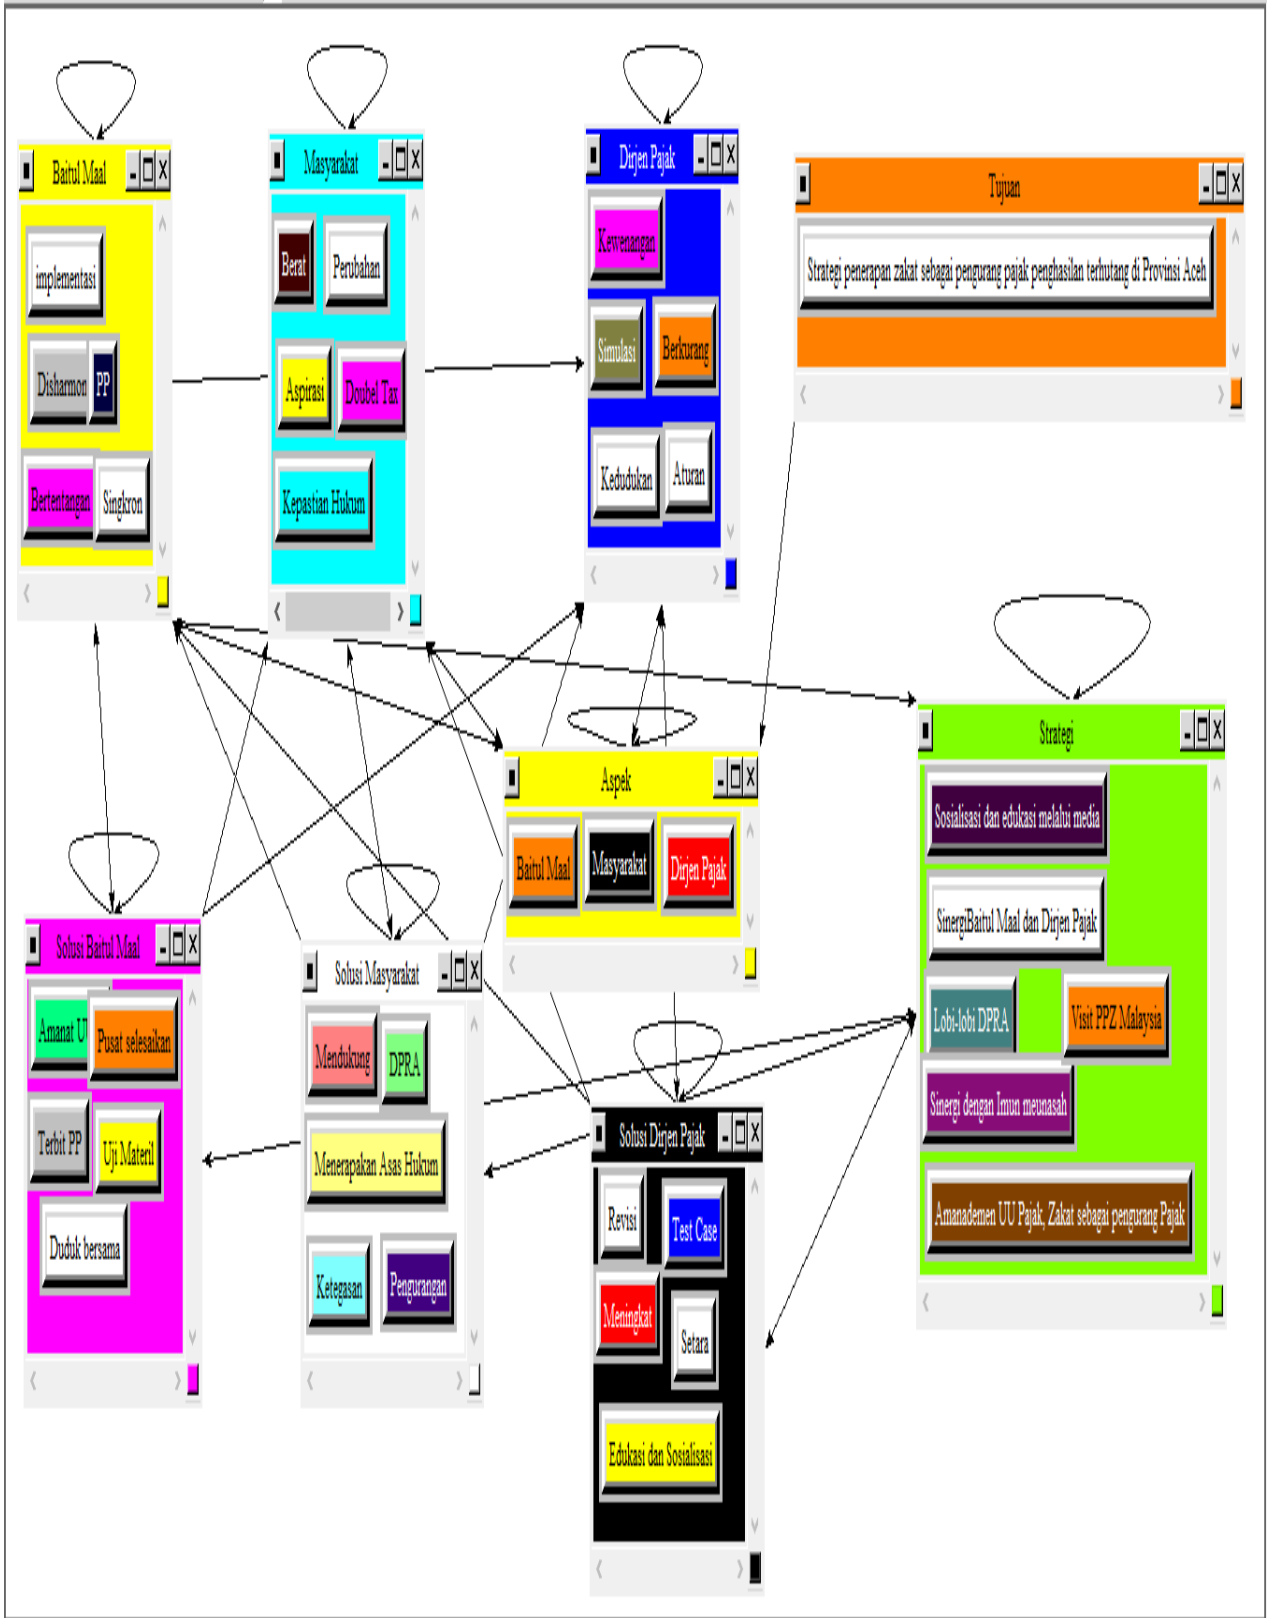 Baitul Maal
implementasi
Disharmon
PP
Bertentangan
Singkron
Masyarakat
Berat
Perubahan
Aspirasi
Doubel Tax
Kepastian Hukum
Dirjen Pajak
Kewenangan
Simulasi
Berkurang
Kedudukan
Aturan
Tujuan
Strategi penerapan zakat sebagai pengurang pajak penghasilan terhutang di Provinsi Aceh
Aspek
Baitul Maal
Masyarakat
Dirjen Pajak
Strategi
Sosialisasi dan edukasi melalui media
SinergiBaitul Maal dan Dirjen Pajak
Lobi-lobi DPRA
Visit PPZ Malaysia
Sinergi dengan Imun meunasah
Amanademen UU Pajak, Zakat sebagai pengurang Pajak
Solusi Baitul Maal
Amanat UU
Pusat selesaikan
Terbit PP
Uji Materil
Duduk bersama
Solusi Masyarakat
Mendukung
DPRA
Menerapakan Asas Hukum
Ketegasan
Pengurangan
Solusi Dirjen Pajak
Revisi
Test Case
Meningkat
Setara
Edukasi dan Sosialisasi